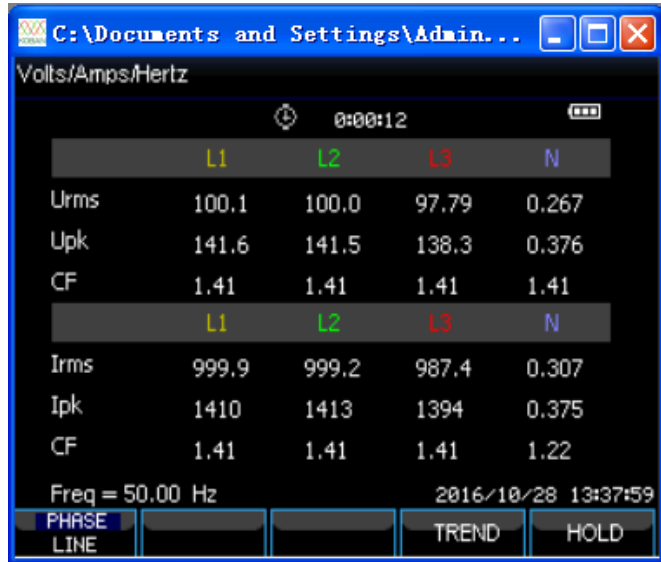 KOBAN C:\Documents and Settings\Admin...
Volts/Amps/Hertz
0:00:12
L1 L2 L3 N
Urms 100.1 100.0 97.79 0.267
Upk 141.6 141.5 138.3 0.376
CF 1.41 1.41 1.41 1.41
L1 L2 L3 N
Irms 999.9 999.2 987.4 0.307
Ipk 1410 1413 1394 0.375
CF 1.41 1.41 1.41 1.22
Freq = 50.00 Hz 2016/10/28 13:37:59
PHASE
LINE
TREND HOLD